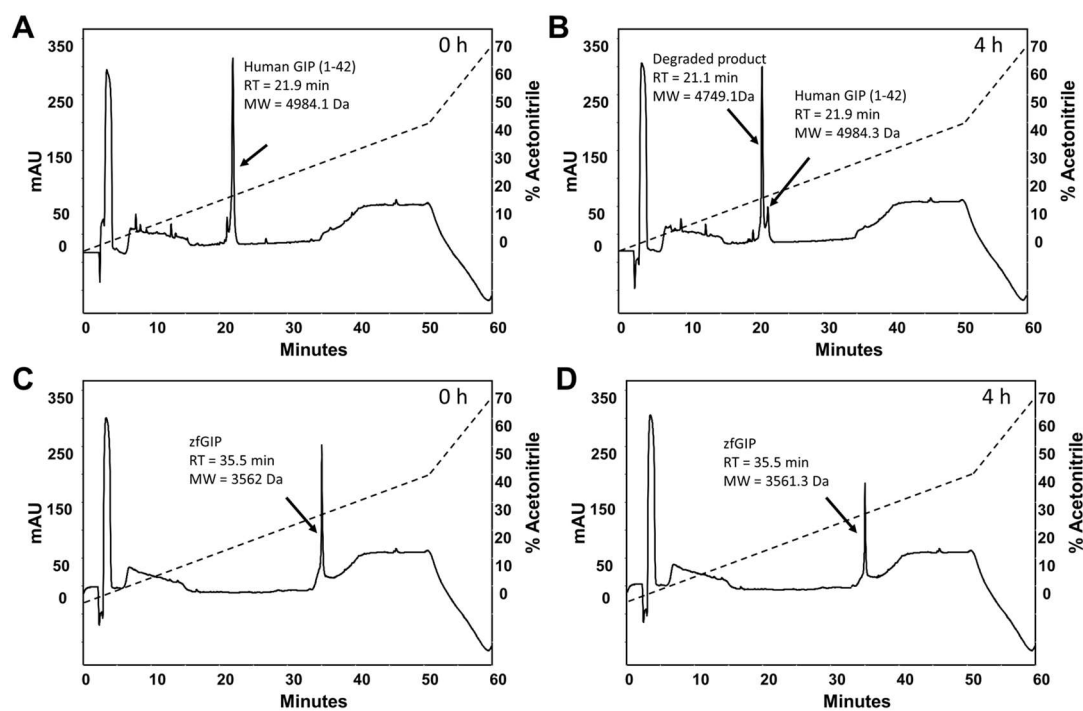 A
0 h
350
250
150
50
0
mAU
Human GIP (1-42)
RT = 21.9 min
MW = 4984.1 Da
70
60
50
40
30
20
10
0
% Acetonitrile
0 10 20 30 40 50 60
Minutes
B
4 h
350
250
150
50
0
mAU
Degraded product
RT = 21.1 min
MW = 4749.1Da
Human GIP (1-42)
RT = 21.9 min
MW = 4984.3 Da
70
60
50
40
30
20
10
0
% Acetonitrile
0 10 20 30 40 50 60
Minutes
C
0 h
350
250
150
50
0
mAU
zfGIP
RT = 35.5 min
MW = 3562 Da
70
60
50
40
30
20
10
0
% Acetonitrile
0 10 20 30 40 50 60
Minutes
D
4 h
350
250
150
50
0
mAU
zfGIP
RT = 35.5 min
MW = 3561.3 Da
70
60
50
40
30
20
10
0
% Acetonitrile
0 10 20 30 40 50 60
Minutes